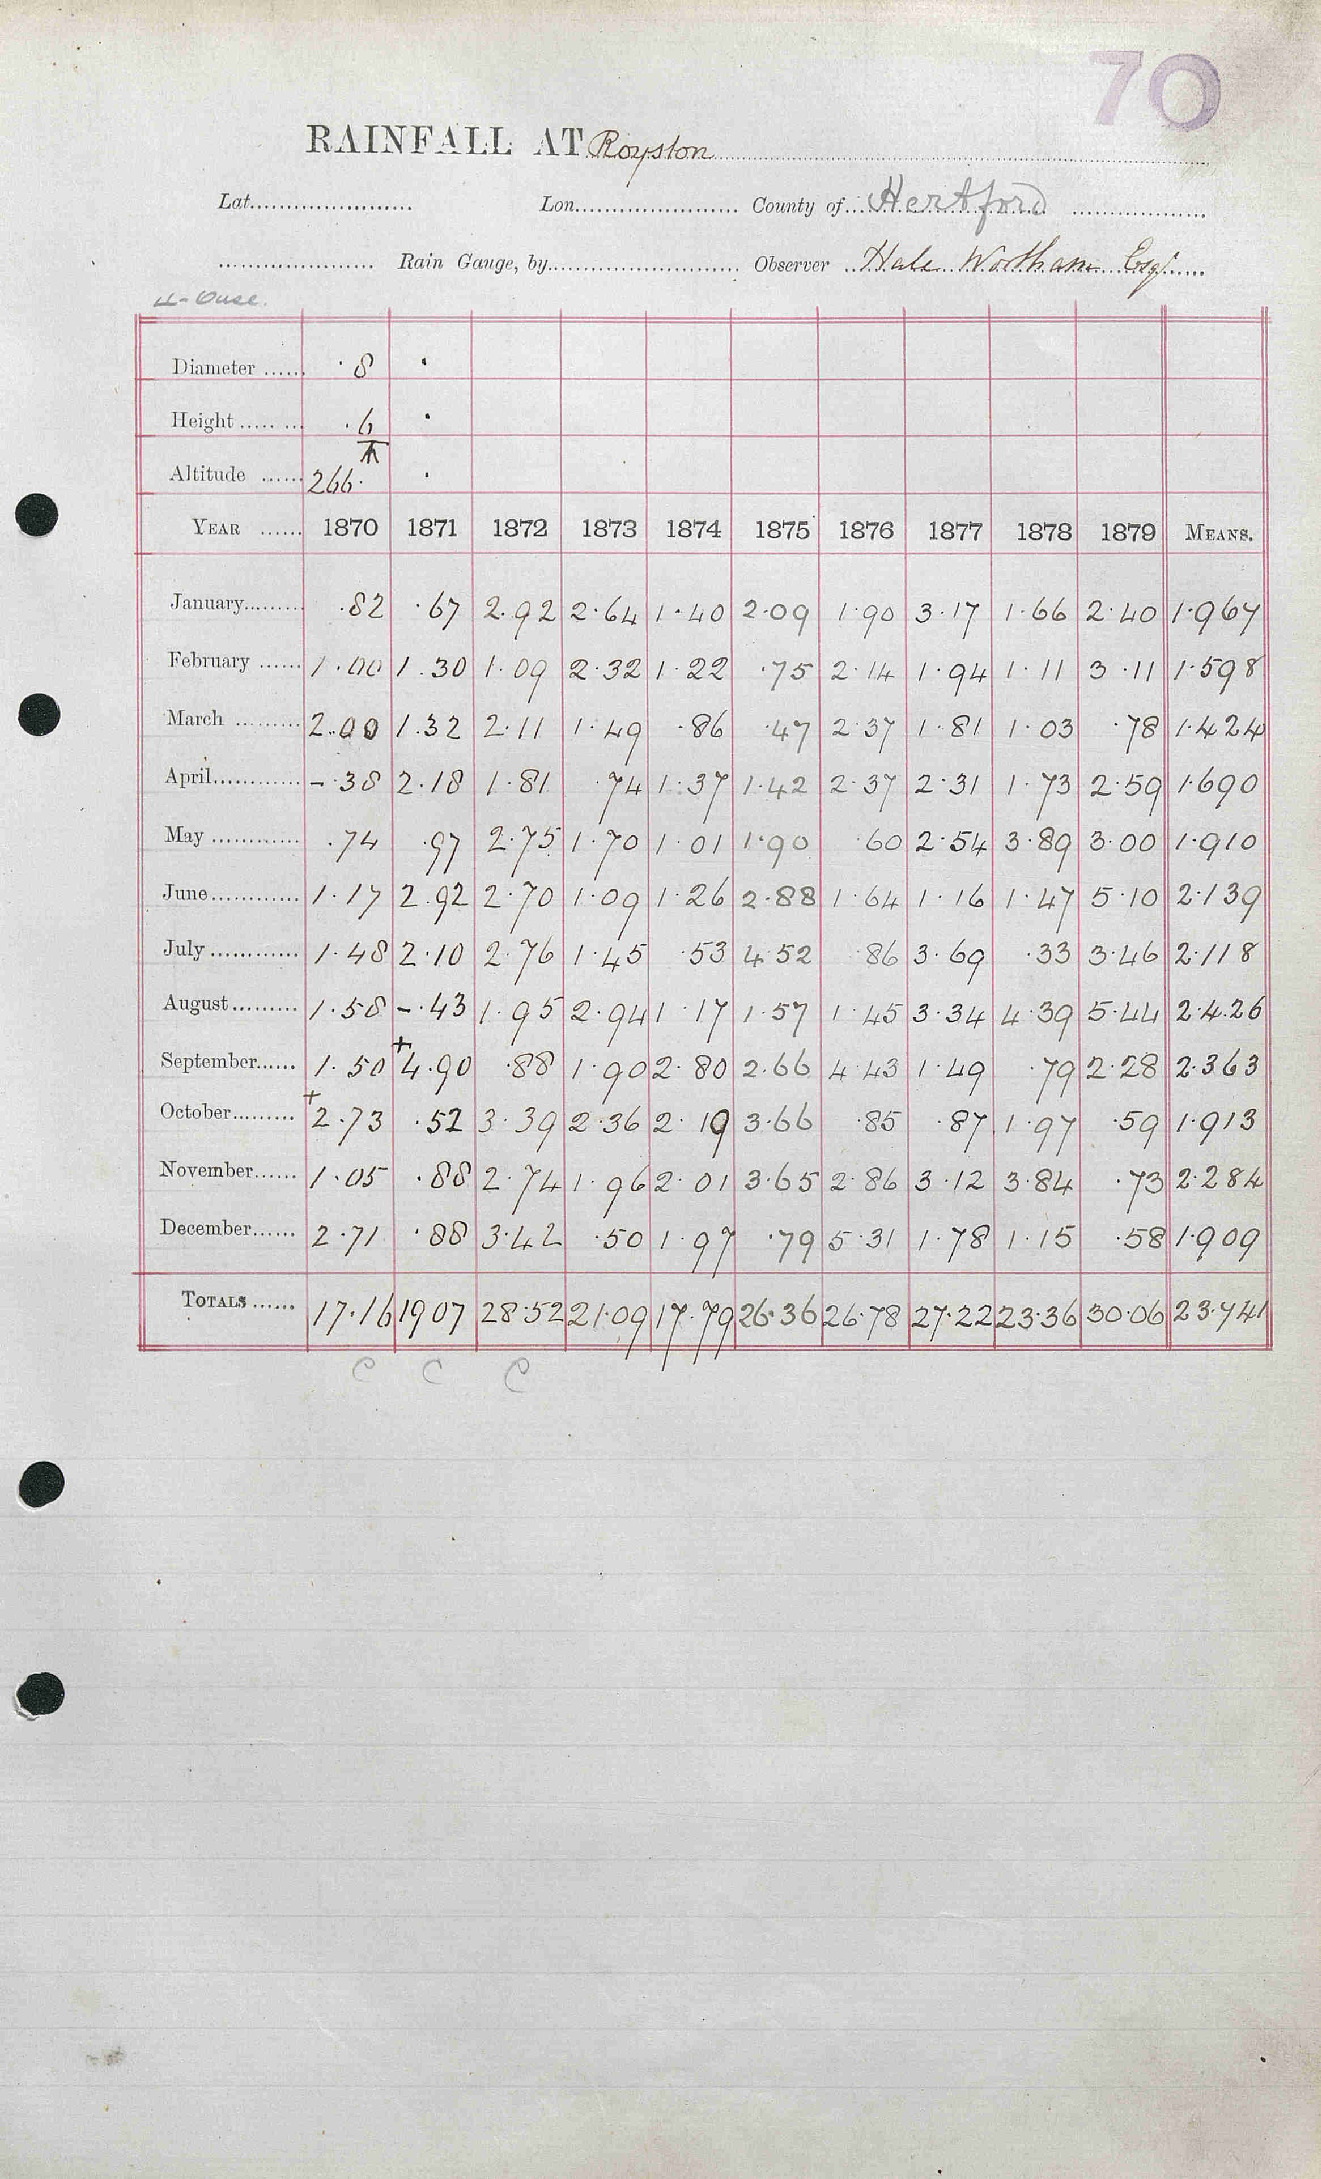 70
RAINFALL AT Royston
Lat. Lon. County of Hertford
Rain Gauge, by Observer Hale Wortham Esq.
Ouse.
Diameter ...... ·8 ·
Height ...... ·6 ·
Altitude ...... 266· ·
YEAR ...... 1870 1871 1872 1873 1874 1875 1876 1877 1878 1879 MEANS.
January ·82 ·67 2·92 2·64 1·40 2·09 1·90 3·17 1·66 2·40 1·967
February 1·00 1·30 1·09 2·32 1·22 ·75 2·14 1·94 1·11 3·11 1·598
March 2·00 1·32 2·11 1·49 ·86 ·47 2·37 1·81 1·03 ·78 1·424
April -·38 2·18 1·81 ·74 1·37 1·42 2·37 2·31 1·73 2·59 1·690
May ·74 ·97 2·75 1·70 1·01 1·90 ·60 2·54 3·89 3·00 1·910
June 1·17 2·92 2·70 1·09 1·26 2·88 1·64 1·16 1·47 5·10 2·139
July 1·48 2·10 2·76 1·45 ·53 4·52 ·86 3·69 ·33 3·46 2·118
August 1·58 -·43 1·95 2·94 1·17 1·57 1·45 3·34 4·39 5·44 2·426
September 1·50 +4·90 ·88 1·90 2·80 2·66 4·43 1·49 ·79 2·28 2·363
October +2·73 ·52 3·39 2·36 2·19 3·66 ·85 ·87 1·97 ·59 1·913
November 1·05 ·88 2·74 1·96 2·01 3·65 2·86 3·12 3·84 ·73 2·284
December 2·71 ·88 3·42 ·50 1·97 ·79 5·31 1·78 1·15 ·58 1·909
TOTALS 17·16 19·07 28·52 21·09 17·79 26·36 26·78 27·22 23·36 30·06 23·741
C C C